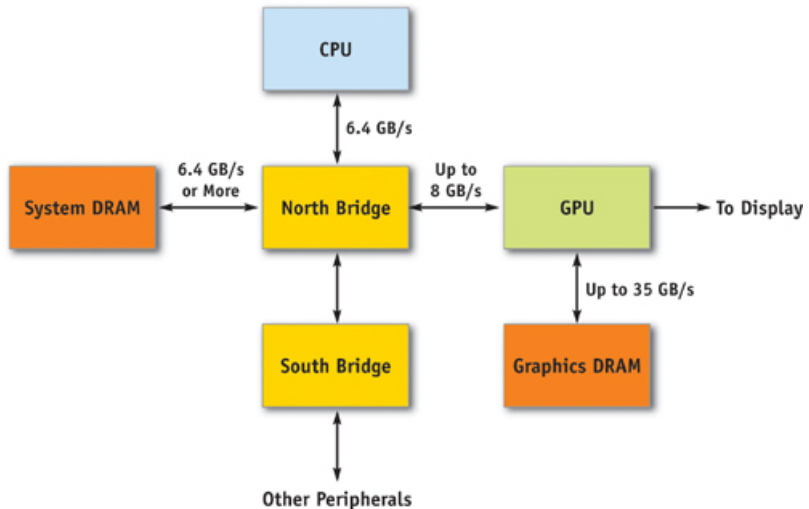 CPU
6.4 GB/s
6.4 GB/s
or More
Up to
8 GB/s
System DRAM
North Bridge
GPU
To Display
Up to 35 GB/s
South Bridge
Graphics DRAM
Other Peripherals